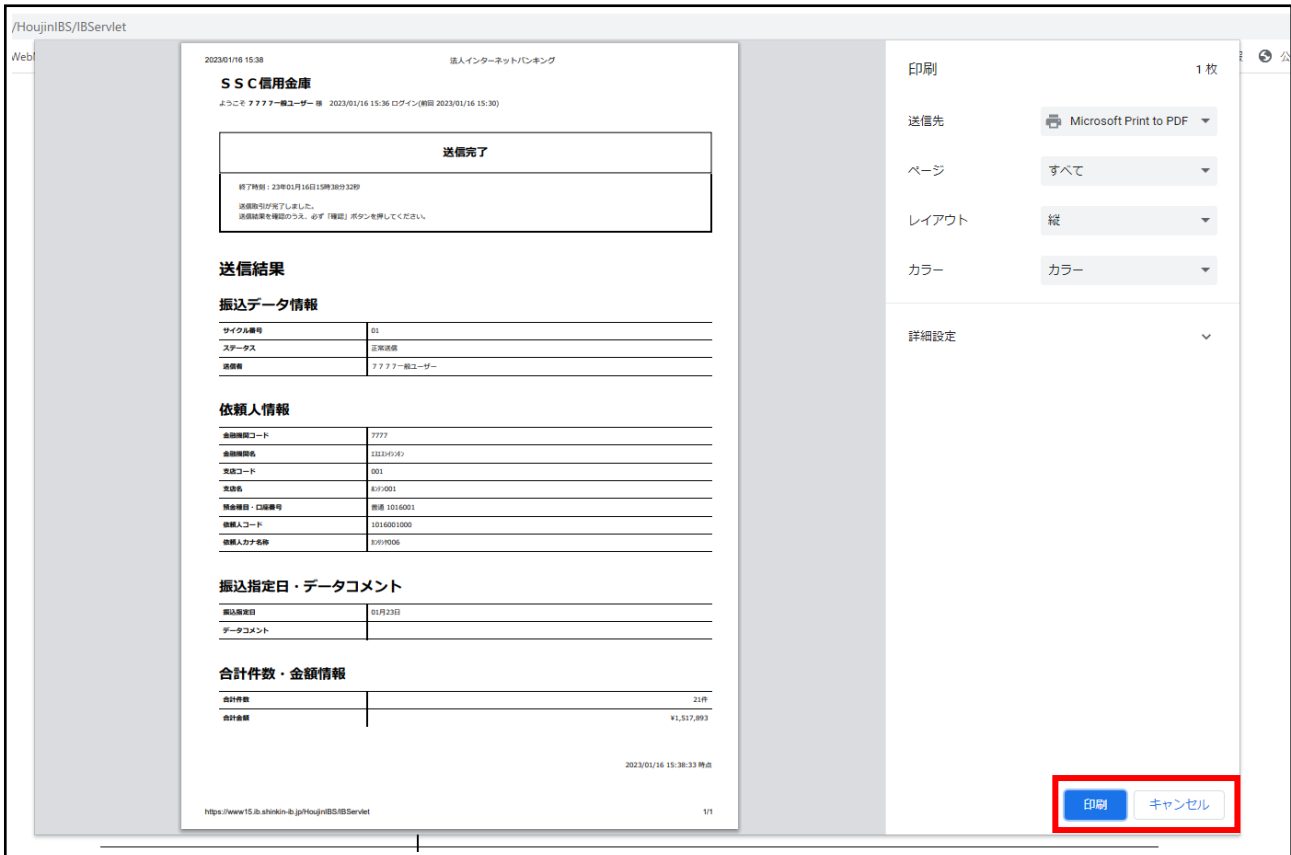 /HoujinIBS/IBServlet
2023/01/16 15:38 法人インターネットバンキング
ＳＳＣ信用金庫
ようこそ ７７７７一般ユーザー 様 2023/01/16 15:36 ログイン(前回 2023/01/16 15:30)
送信完了
終了時刻：23年01月16日15時38分32秒
送信取引が完了しました。
送信結果を確認のうえ、必ず「確認」ボタンを押してください。
送信結果
振込データ情報
サイクル番号 01
ステータス 正常送信
送信者 ７７７７一般ユーザー
依頼人情報
金融機関コード 7777
金融機関名
支店コード 001
支店名 ﾎﾝﾃﾝ001
預金種目・口座番号 普通 1016001
依頼人コード 1016001000
依頼人カナ名称
振込指定日・データコメント
振込指定日 01月23日
データコメント
合計件数・金額情報
合計件数 21件
合計金額 ¥1,517,893
2023/01/16 15:38:33 時点
https://www15.ib.shinkin-ib.jp/HoujinIBS/IBServlet 1/1
印刷 1 枚
送信先 Microsoft Print to PDF
ページ すべて
レイアウト 縦
カラー カラー
詳細設定
印刷 キャンセル
公